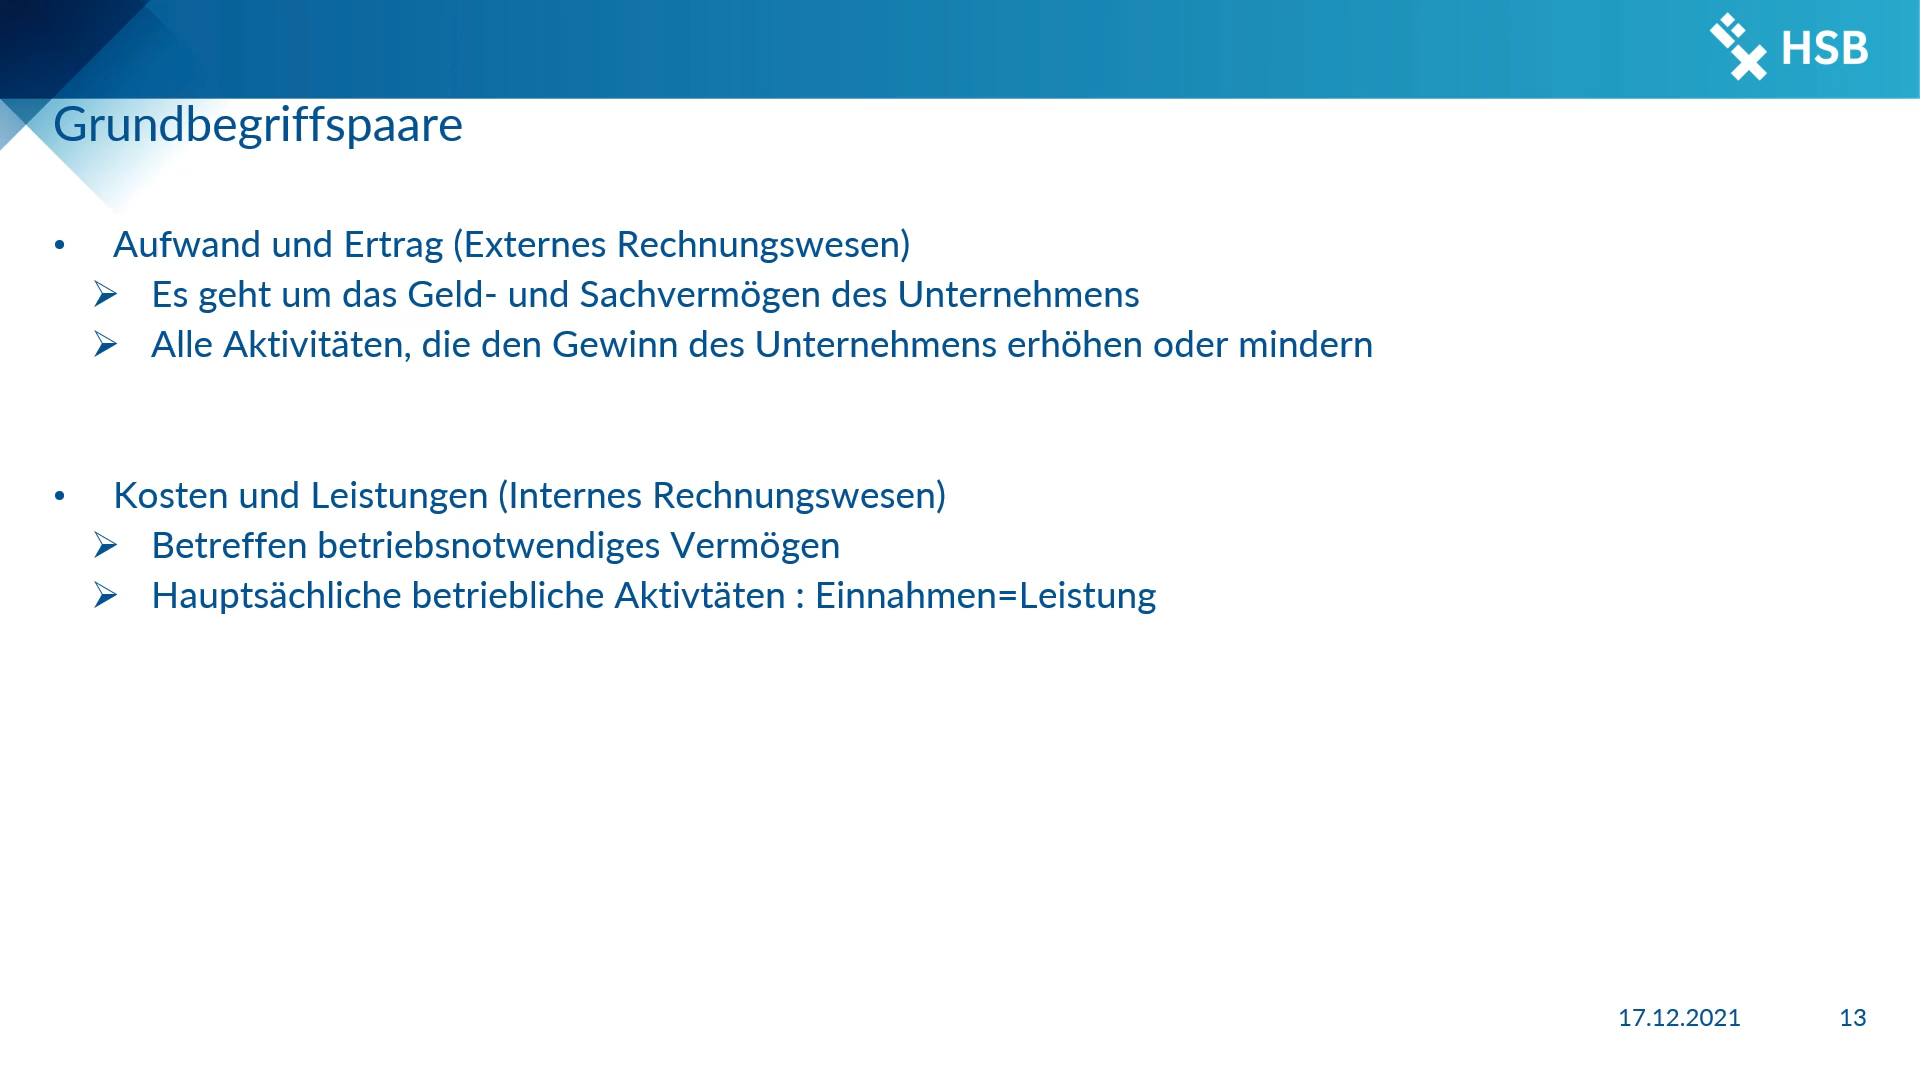 HSB
Grundbegriffspaare
• Aufwand und Ertrag (Externes Rechnungswesen)
➢ Es geht um das Geld- und Sachvermögen des Unternehmens
➢ Alle Aktivitäten, die den Gewinn des Unternehmens erhöhen oder mindern
• Kosten und Leistungen (Internes Rechnungswesen)
➢ Betreffen betriebsnotwendiges Vermögen
➢ Hauptsächliche betriebliche Aktivtäten : Einnahmen=Leistung
17.12.2021 13